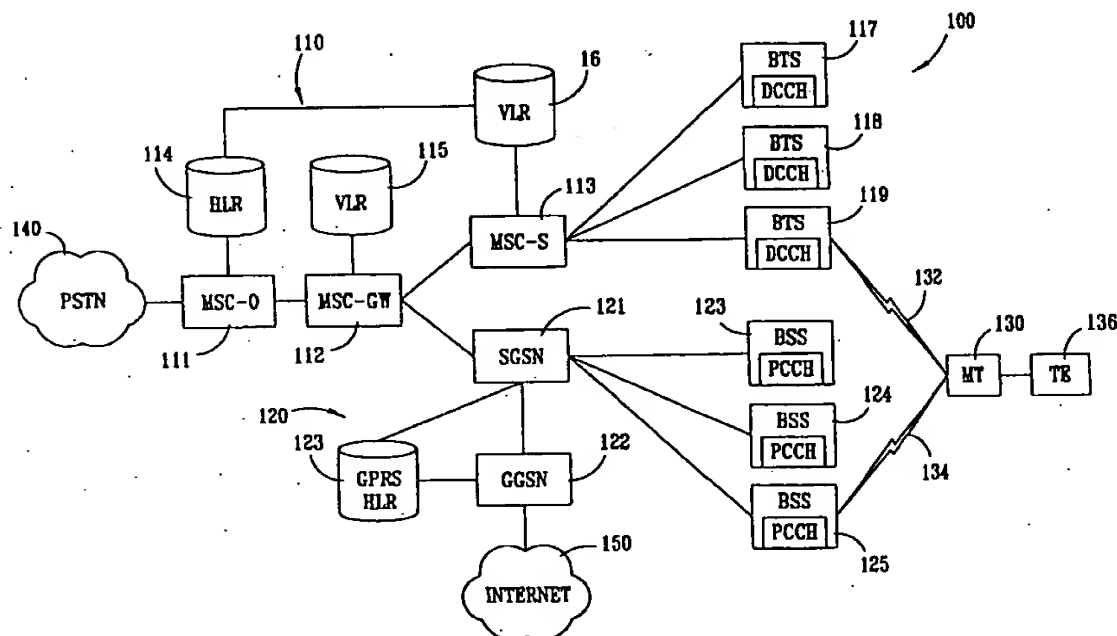 117
100
110
16
BTS
DCCH
VLR
118
114
115
BTS
DCCH
113
119
HLR
VLR
140
MSC-S
BTS
DCCH
PSTN
MSC-O
MSC-GW
132
111
112
121
123
130
136
SGSN
BSS
PCCH
MT
TE
120
124
123
122
BSS
PCCH
134
GPRS
HLR
GGSN
BSS
PCCH
150
125
INTERNET